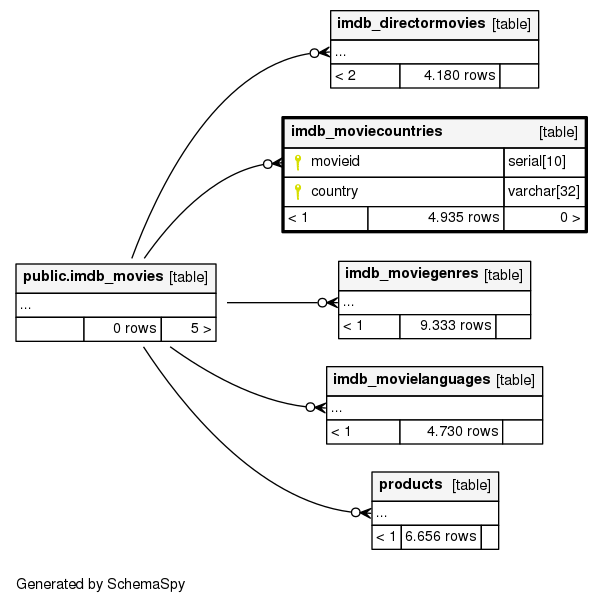 imdb_directormovies [table]
...
< 2 4.180 rows
imdb_moviecountries [table]
movieid serial[10]
country varchar[32]
< 1 4.935 rows 0 >
public.imdb_movies [table]
...
0 rows 5 >
imdb_moviegenres [table]
...
< 1 9.333 rows
imdb_movielanguages [table]
...
< 1 4.730 rows
products [table]
...
< 1 6.656 rows
Generated by SchemaSpy